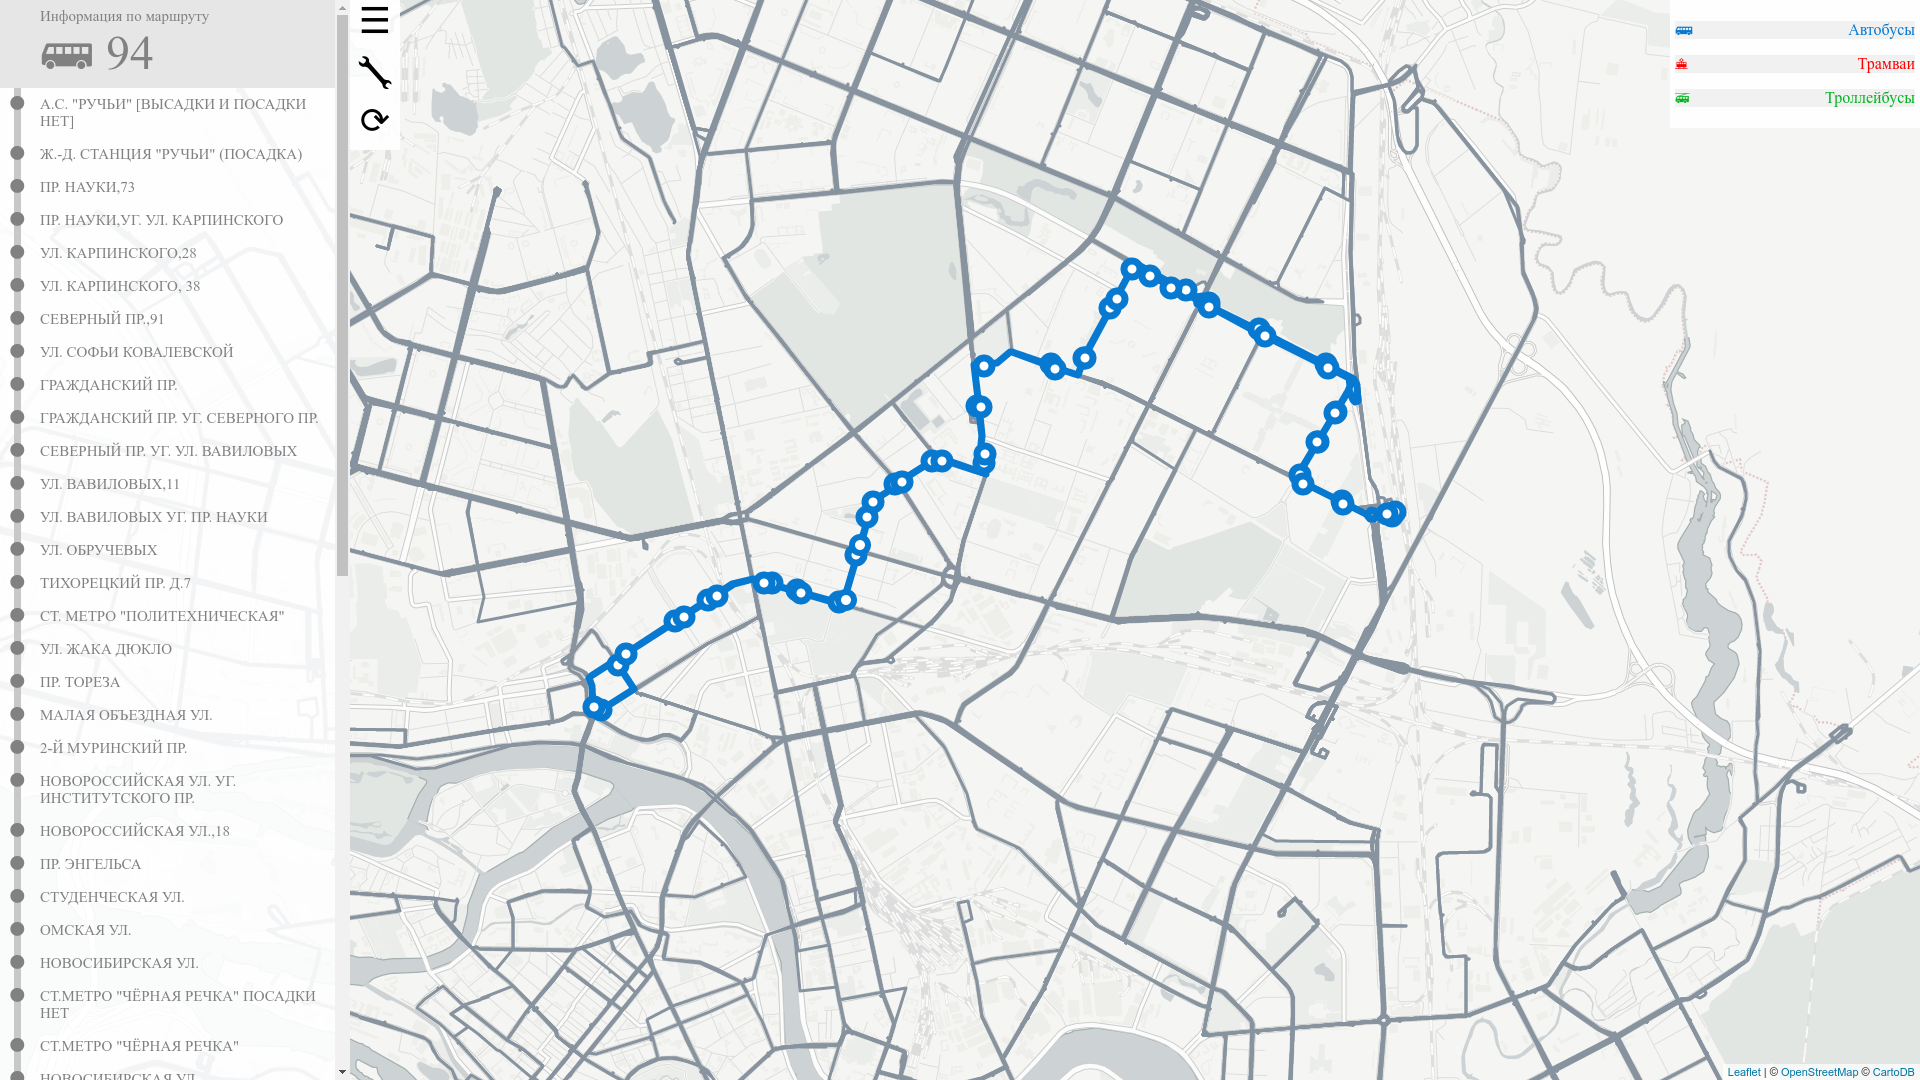 Информация по маршруту
94
А.С. "РУЧЬИ" [ВЫСАДКИ И ПОСАДКИ
НЕТ]
Ж.-Д. СТАНЦИЯ "РУЧЬИ" (ПОСАДКА)
ПР. НАУКИ,73
ПР. НАУКИ,УГ. УЛ. КАРПИНСКОГО
УЛ. КАРПИНСКОГО,28
УЛ. КАРПИНСКОГО, 38
СЕВЕРНЫЙ ПР.,91
УЛ. СОФЬИ КОВАЛЕВСКОЙ
ГРАЖДАНСКИЙ ПР.
ГРАЖДАНСКИЙ ПР. УГ. СЕВЕРНОГО ПР.
СЕВЕРНЫЙ ПР. УГ. УЛ. ВАВИЛОВЫХ
УЛ. ВАВИЛОВЫХ,11
УЛ. ВАВИЛОВЫХ УГ. ПР. НАУКИ
УЛ. ОБРУЧЕВЫХ
ТИХОРЕЦКИЙ ПР. Д.7
СТ. МЕТРО "ПОЛИТЕХНИЧЕСКАЯ"
УЛ. ЖАКА ДЮКЛО
ПР. ТОРЕЗА
МАЛАЯ ОБЪЕЗДНАЯ УЛ.
2-Й МУРИНСКИЙ ПР.
НОВОРОССИЙСКАЯ УЛ. УГ.
ИНСТИТУТСКОГО ПР.
НОВОРОССИЙСКАЯ УЛ.,18
ПР. ЭНГЕЛЬСА
СТУДЕНЧЕСКАЯ УЛ.
ОМСКАЯ УЛ.
НОВОСИБИРСКАЯ УЛ.
СТ.МЕТРО "ЧЁРНАЯ РЕЧКА" ПОСАДКИ
НЕТ
СТ.МЕТРО "ЧЁРНАЯ РЕЧКА"
НОВОСИБИРСКАЯ УЛ.
Автобусы
Трамваи
Троллейбусы
Leaflet | © OpenStreetMap © CartoDB